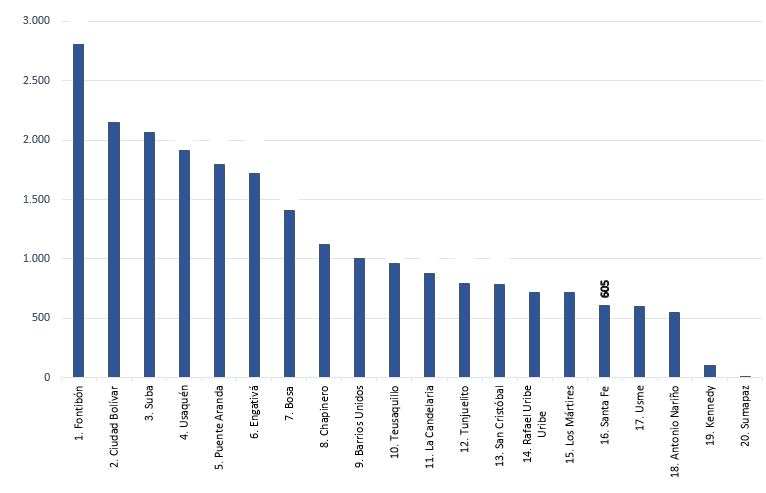 3.000
2.500
2.000
1.500
1.000
500
0
605
1. Fontibón
2. Ciudad Bolívar
3. Suba
4. Usaquén
5. Puente Aranda
6. Engativá
7. Bosa
8. Chapinero
9. Barrios Unidos
10. Teusaquillo
11. La Candelaria
12. Tunjuelito
13. San Cristóbal
14. Rafael Uribe
Uribe
15. Los Mártires
16. Santa Fe
17. Usme
18. Antonio Nariño
19. Kennedy
20. Sumapaz